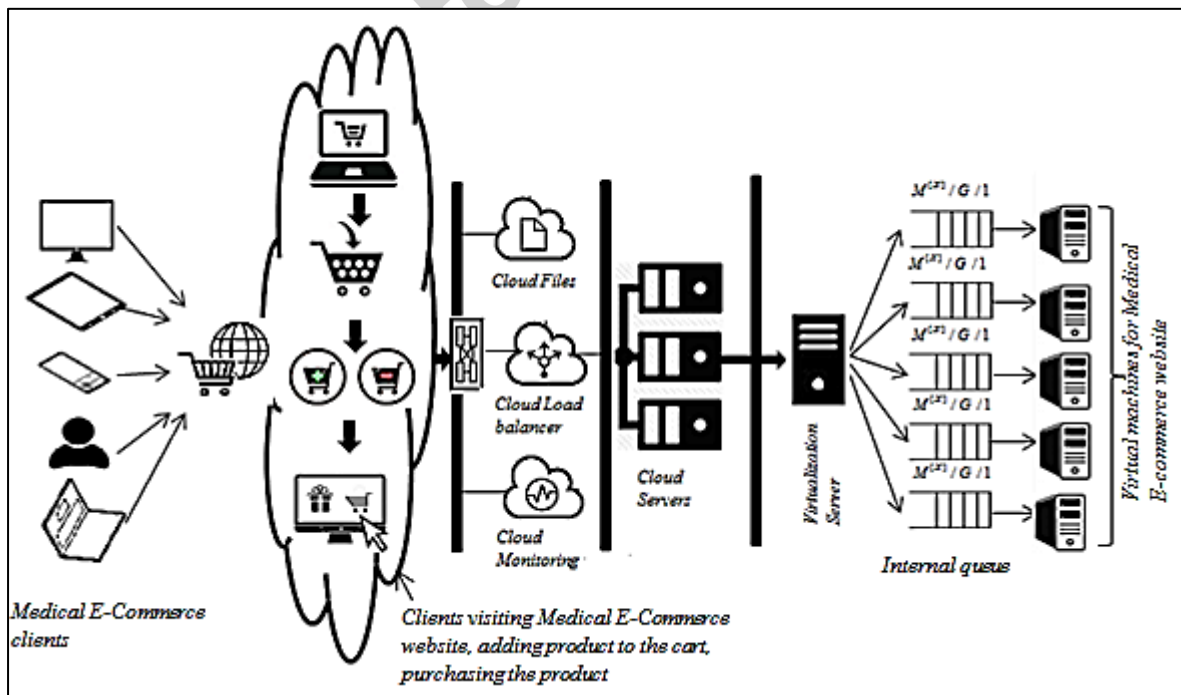 Medical E-Commerce
clients
Clients visiting Medical E-Commerce
website, adding product to the cart,
purchasing the product
Cloud Files
Cloud Load
balancer
Cloud
Monitoring
Cloud
Servers
Virtualization
Server
M^(x) / G / 1
M^(x) / G / 1
M^(x) / G / 1
M^(x) / G / 1
M^(x) / G / 1
Internal queue
Virtual machines for Medical
E-commerce website